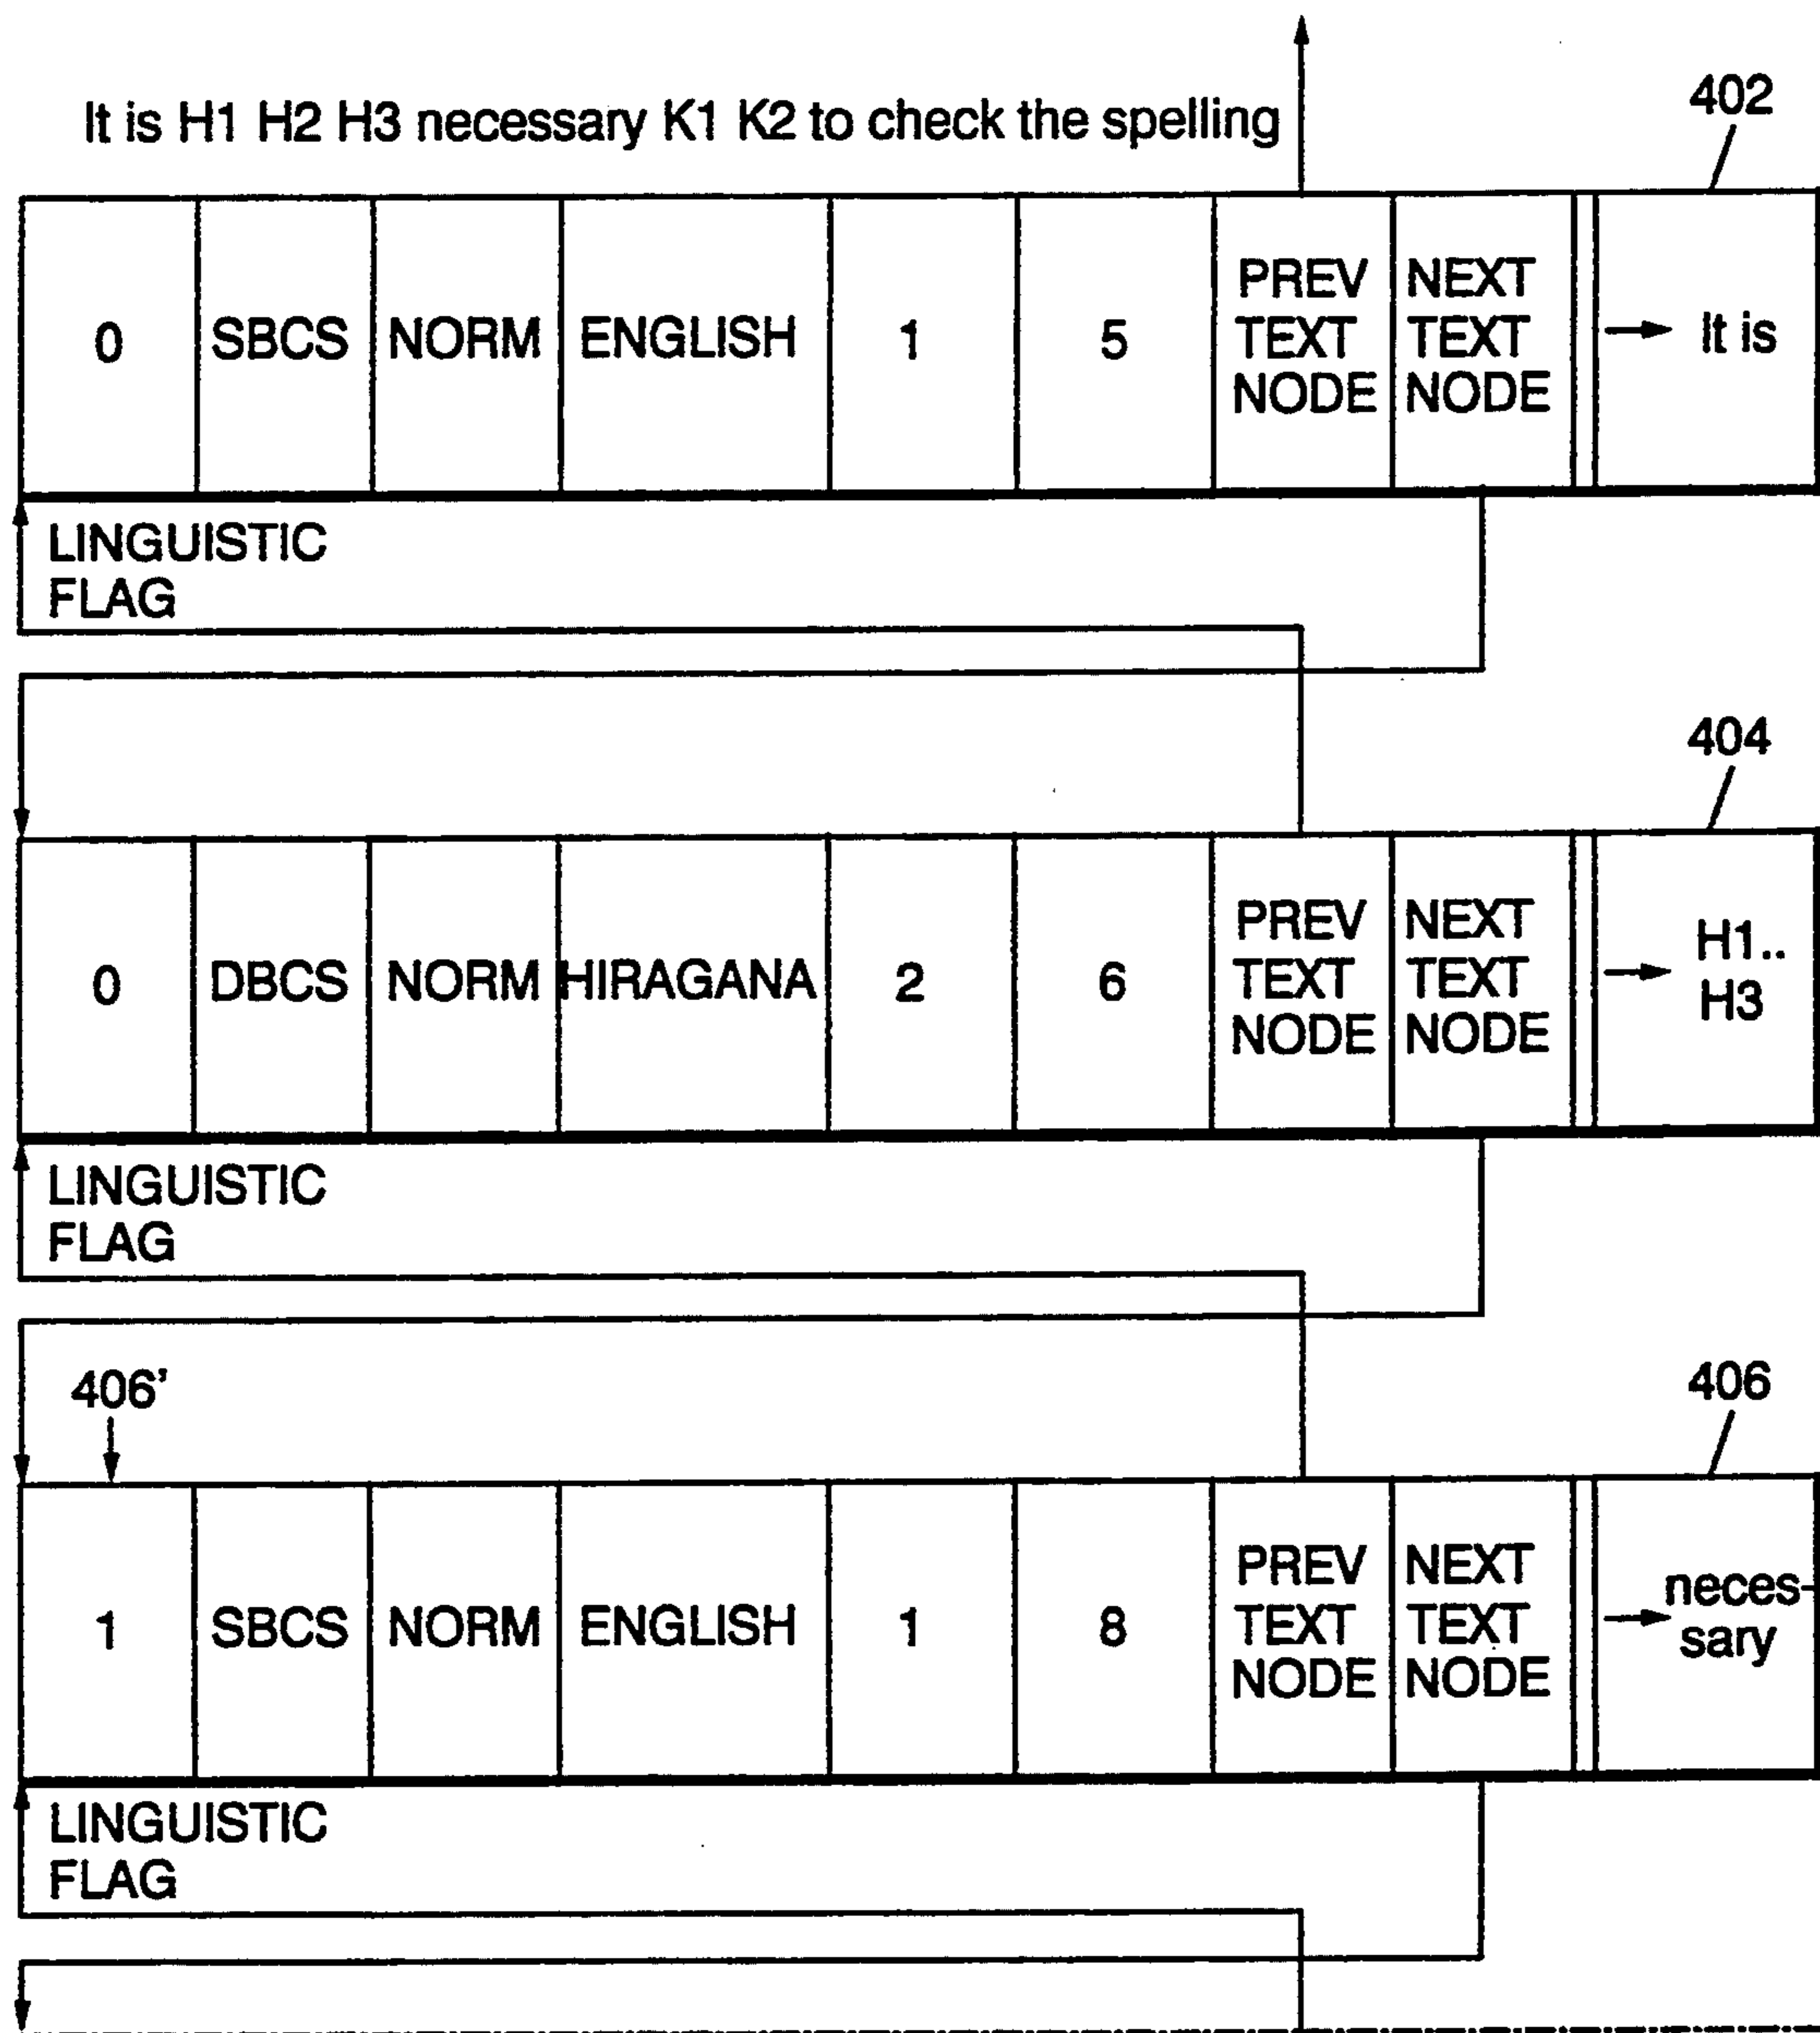 It is H1 H2 H3 necessary K1 K2 to check the spelling
402
0 SBCS NORM ENGLISH 1 5 PREV TEXT NODE NEXT TEXT NODE It is
LINGUISTIC
FLAG
404
0 DBCS NORM HIRAGANA 2 6 PREV TEXT NODE NEXT TEXT NODE H1.. H3
LINGUISTIC
FLAG
406'
406
1 SBCS NORM ENGLISH 1 8 PREV TEXT NODE NEXT TEXT NODE neces- sary
LINGUISTIC
FLAG